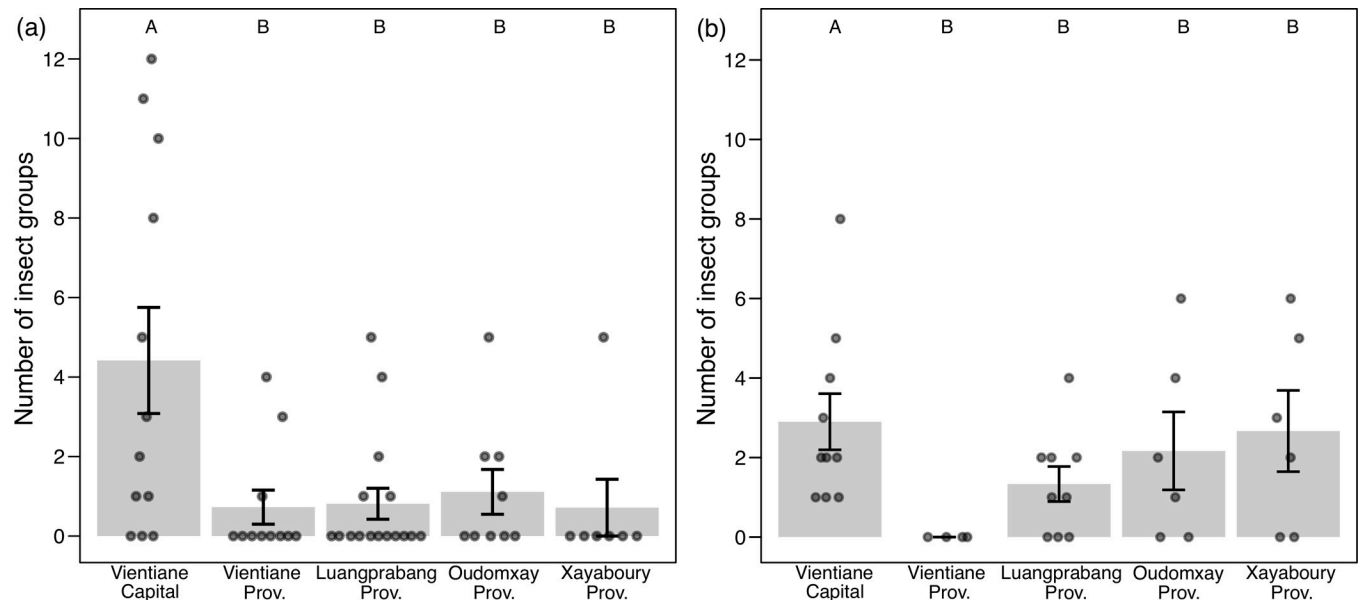 (a)
A B B B B
Number of insect groups
12
10
8
6
4
2
0
Vientiane Capital
Vientiane Prov.
Luangprabang Prov.
Oudomxay Prov.
Xayaboury Prov.
(b)
A B B B B
Number of insect groups
12
10
8
6
4
2
0
Vientiane Capital
Vientiane Prov.
Luangprabang Prov.
Oudomxay Prov.
Xayaboury Prov.